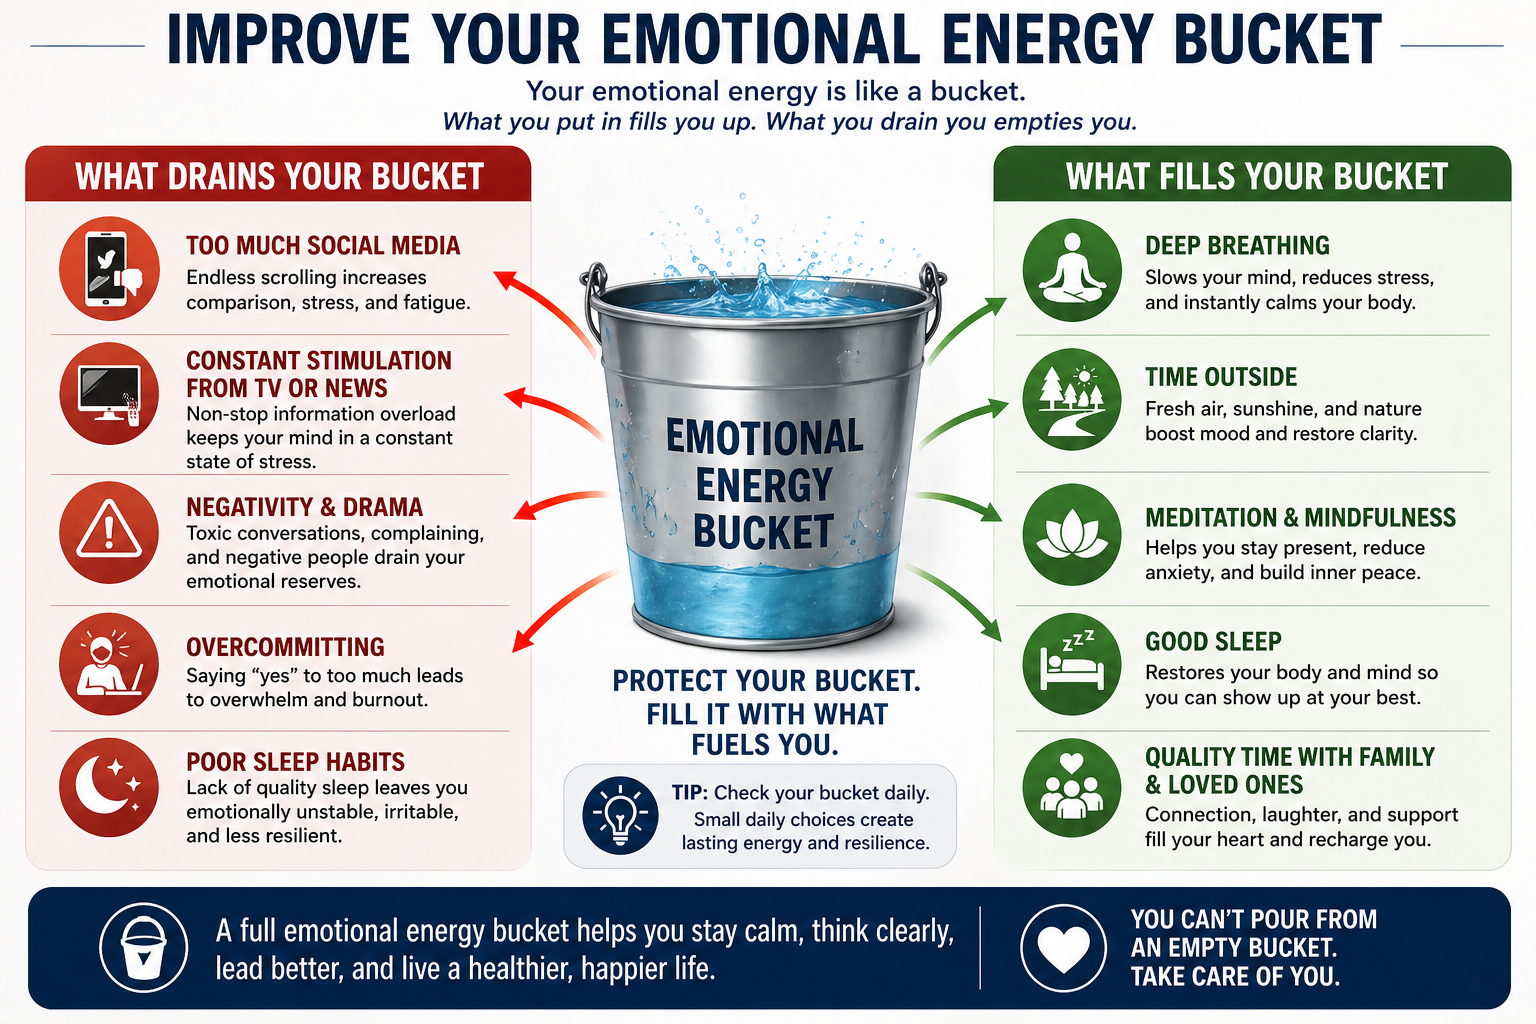 IMPROVE YOUR EMOTIONAL ENERGY BUCKET
Your emotional energy is like a bucket.
What you put in fills you up. What you drain you empties you.
WHAT DRAINS YOUR BUCKET
TOO MUCH SOCIAL MEDIA
Endless scrolling increases
comparison, stress, and fatigue.
CONSTANT STIMULATION
FROM TV OR NEWS
Non-stop information overload
keeps your mind in a constant
state of stress.
NEGATIVITY & DRAMA
Toxic conversations, complaining,
and negative people drain your
emotional reserves.
OVERCOMMITTING
Saying “yes” to too much leads
to overwhelm and burnout.
POOR SLEEP HABITS
Lack of quality sleep leaves you
emotionally unstable, irritable,
and less resilient.
EMOTIONAL
ENERGY
BUCKET
PROTECT YOUR BUCKET.
FILL IT WITH WHAT
FUELS YOU.
TIP: Check your bucket daily.
Small daily choices create
lasting energy and resilience.
WHAT FILLS YOUR BUCKET
DEEP BREATHING
Slows your mind, reduces stress,
and instantly calms your body.
TIME OUTSIDE
Fresh air, sunshine, and nature
boost mood and restore clarity.
MEDITATION & MINDFULNESS
Helps you stay present, reduce
anxiety, and build inner peace.
zzz
GOOD SLEEP
Restores your body and mind so
you can show up at your best.
QUALITY TIME WITH FAMILY
& LOVED ONES
Connection, laughter, and support
fill your heart and recharge you.
A full emotional energy bucket helps you stay calm, think clearly,
lead better, and live a healthier, happier life.
YOU CAN’T POUR FROM
AN EMPTY BUCKET.
TAKE CARE OF YOU.